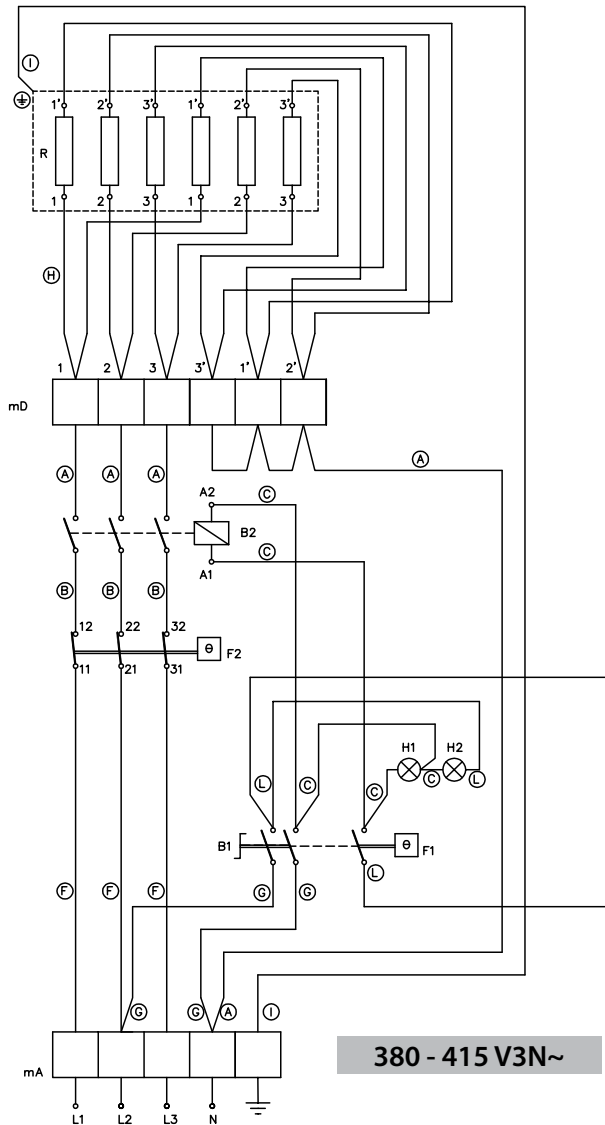 I
1' 2' 3' 1' 2' 3'
R
1 2 3 1 2 3
H
1 2 3 3' 1' 2'
mD
A A A A
A2 C
B2
C
A1
B B B
12 22 32
θ F2
11 21 31
H1 H2
L C C C L
B1 θ F1
L
F F F G G
G G A I
380 - 415 V3N~
mA
L1 L2 L3 N